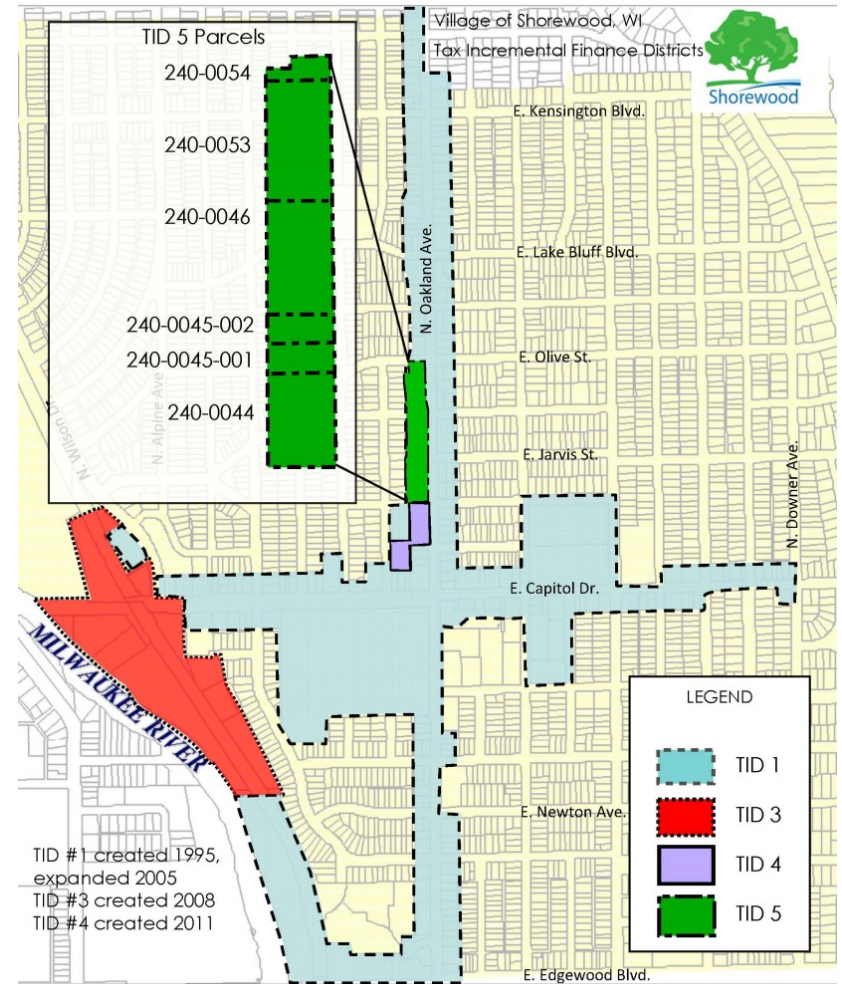 Village of Shorewood, WI
Tax Incremental Finance Districts
Shorewood
TID 5 Parcels
240-0054
240-0053
240-0046
240-0045-002
240-0045-001
240-0044
N. Wilson Dr.
N. Alpine Ave.
N. Oakland Ave.
E. Kensington Blvd.
E. Lake Bluff Blvd.
E. Olive St.
E. Jarvis St.
N. Downer Ave.
E. Capitol Dr.
MILWAUKEE RIVER
E. Newton Ave.
E. Edgewood Blvd.
LEGEND
TID 1
TID 3
TID 4
TID 5
TID #1 created 1995,
expanded 2005
TID #3 created 2008
TID #4 created 2011